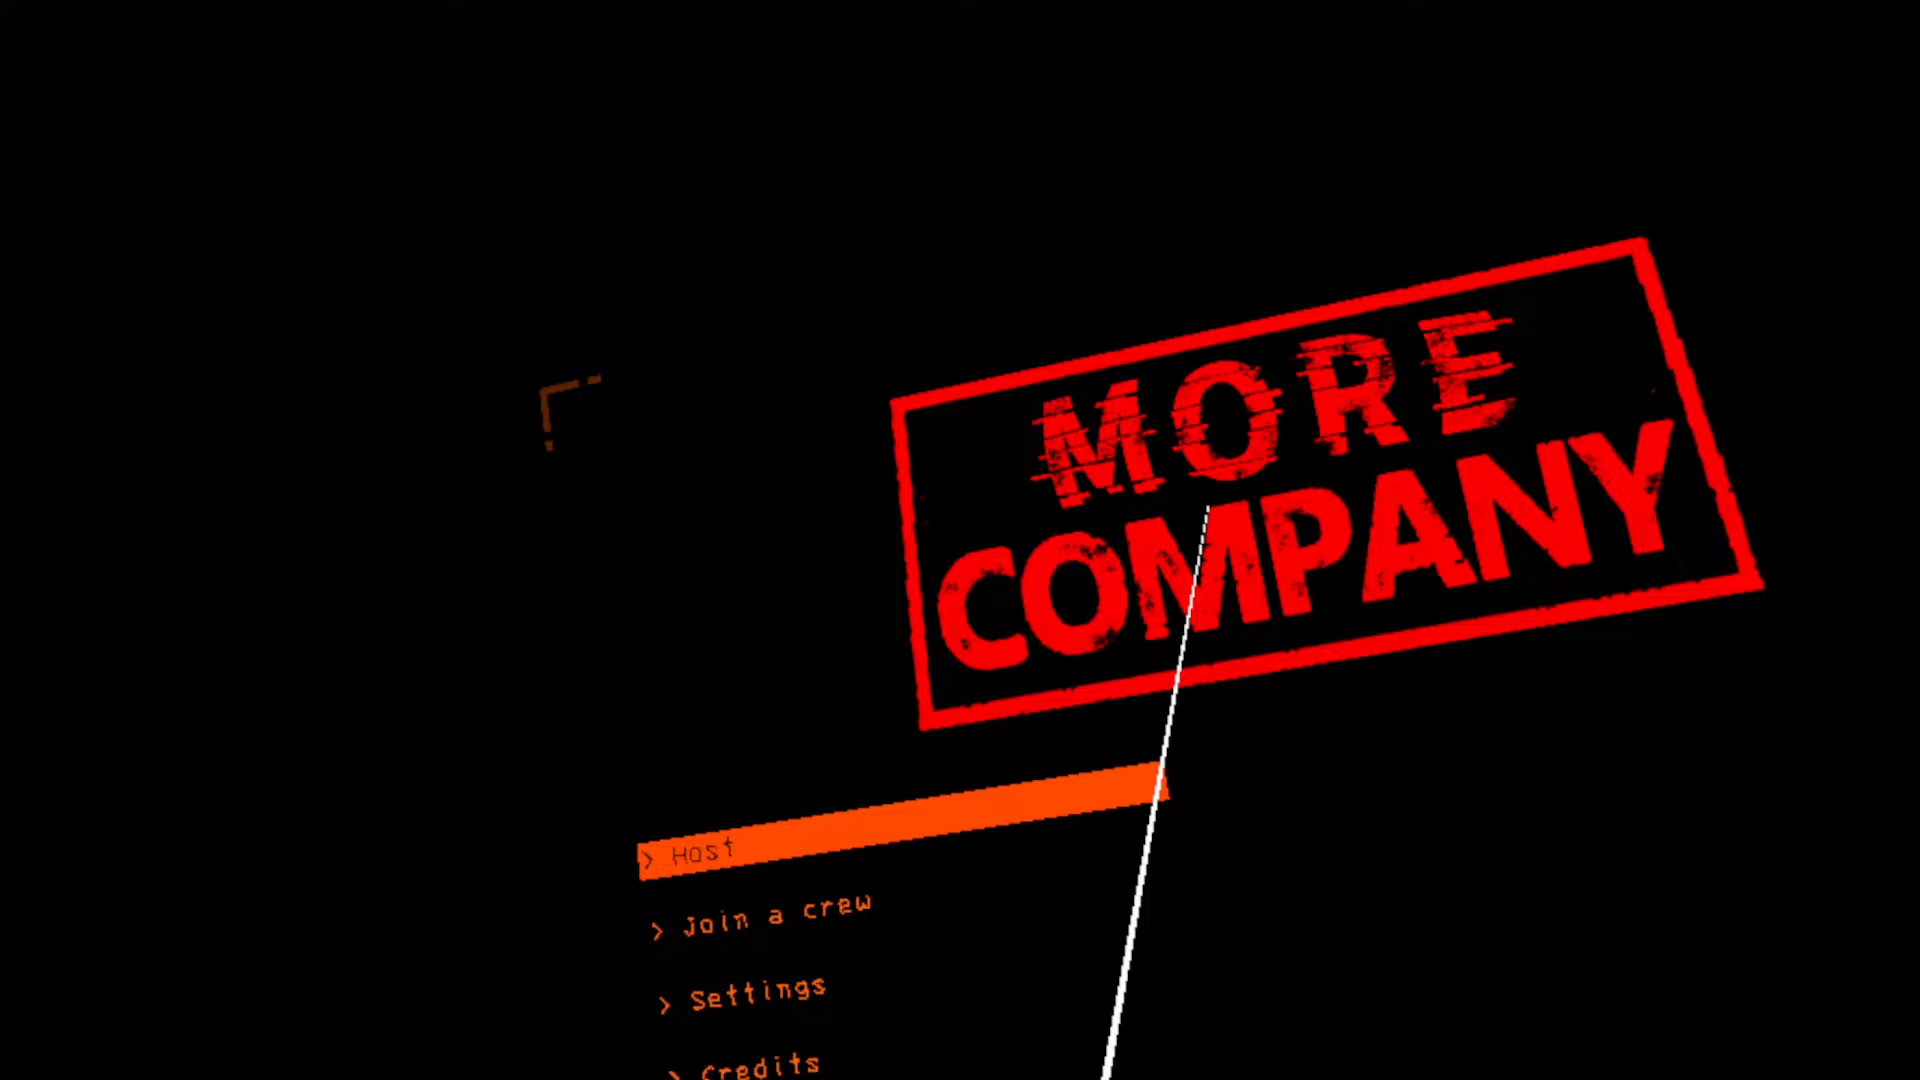 MORE
COMPANY
> Host
> Join a crew
> Settings
> Credits